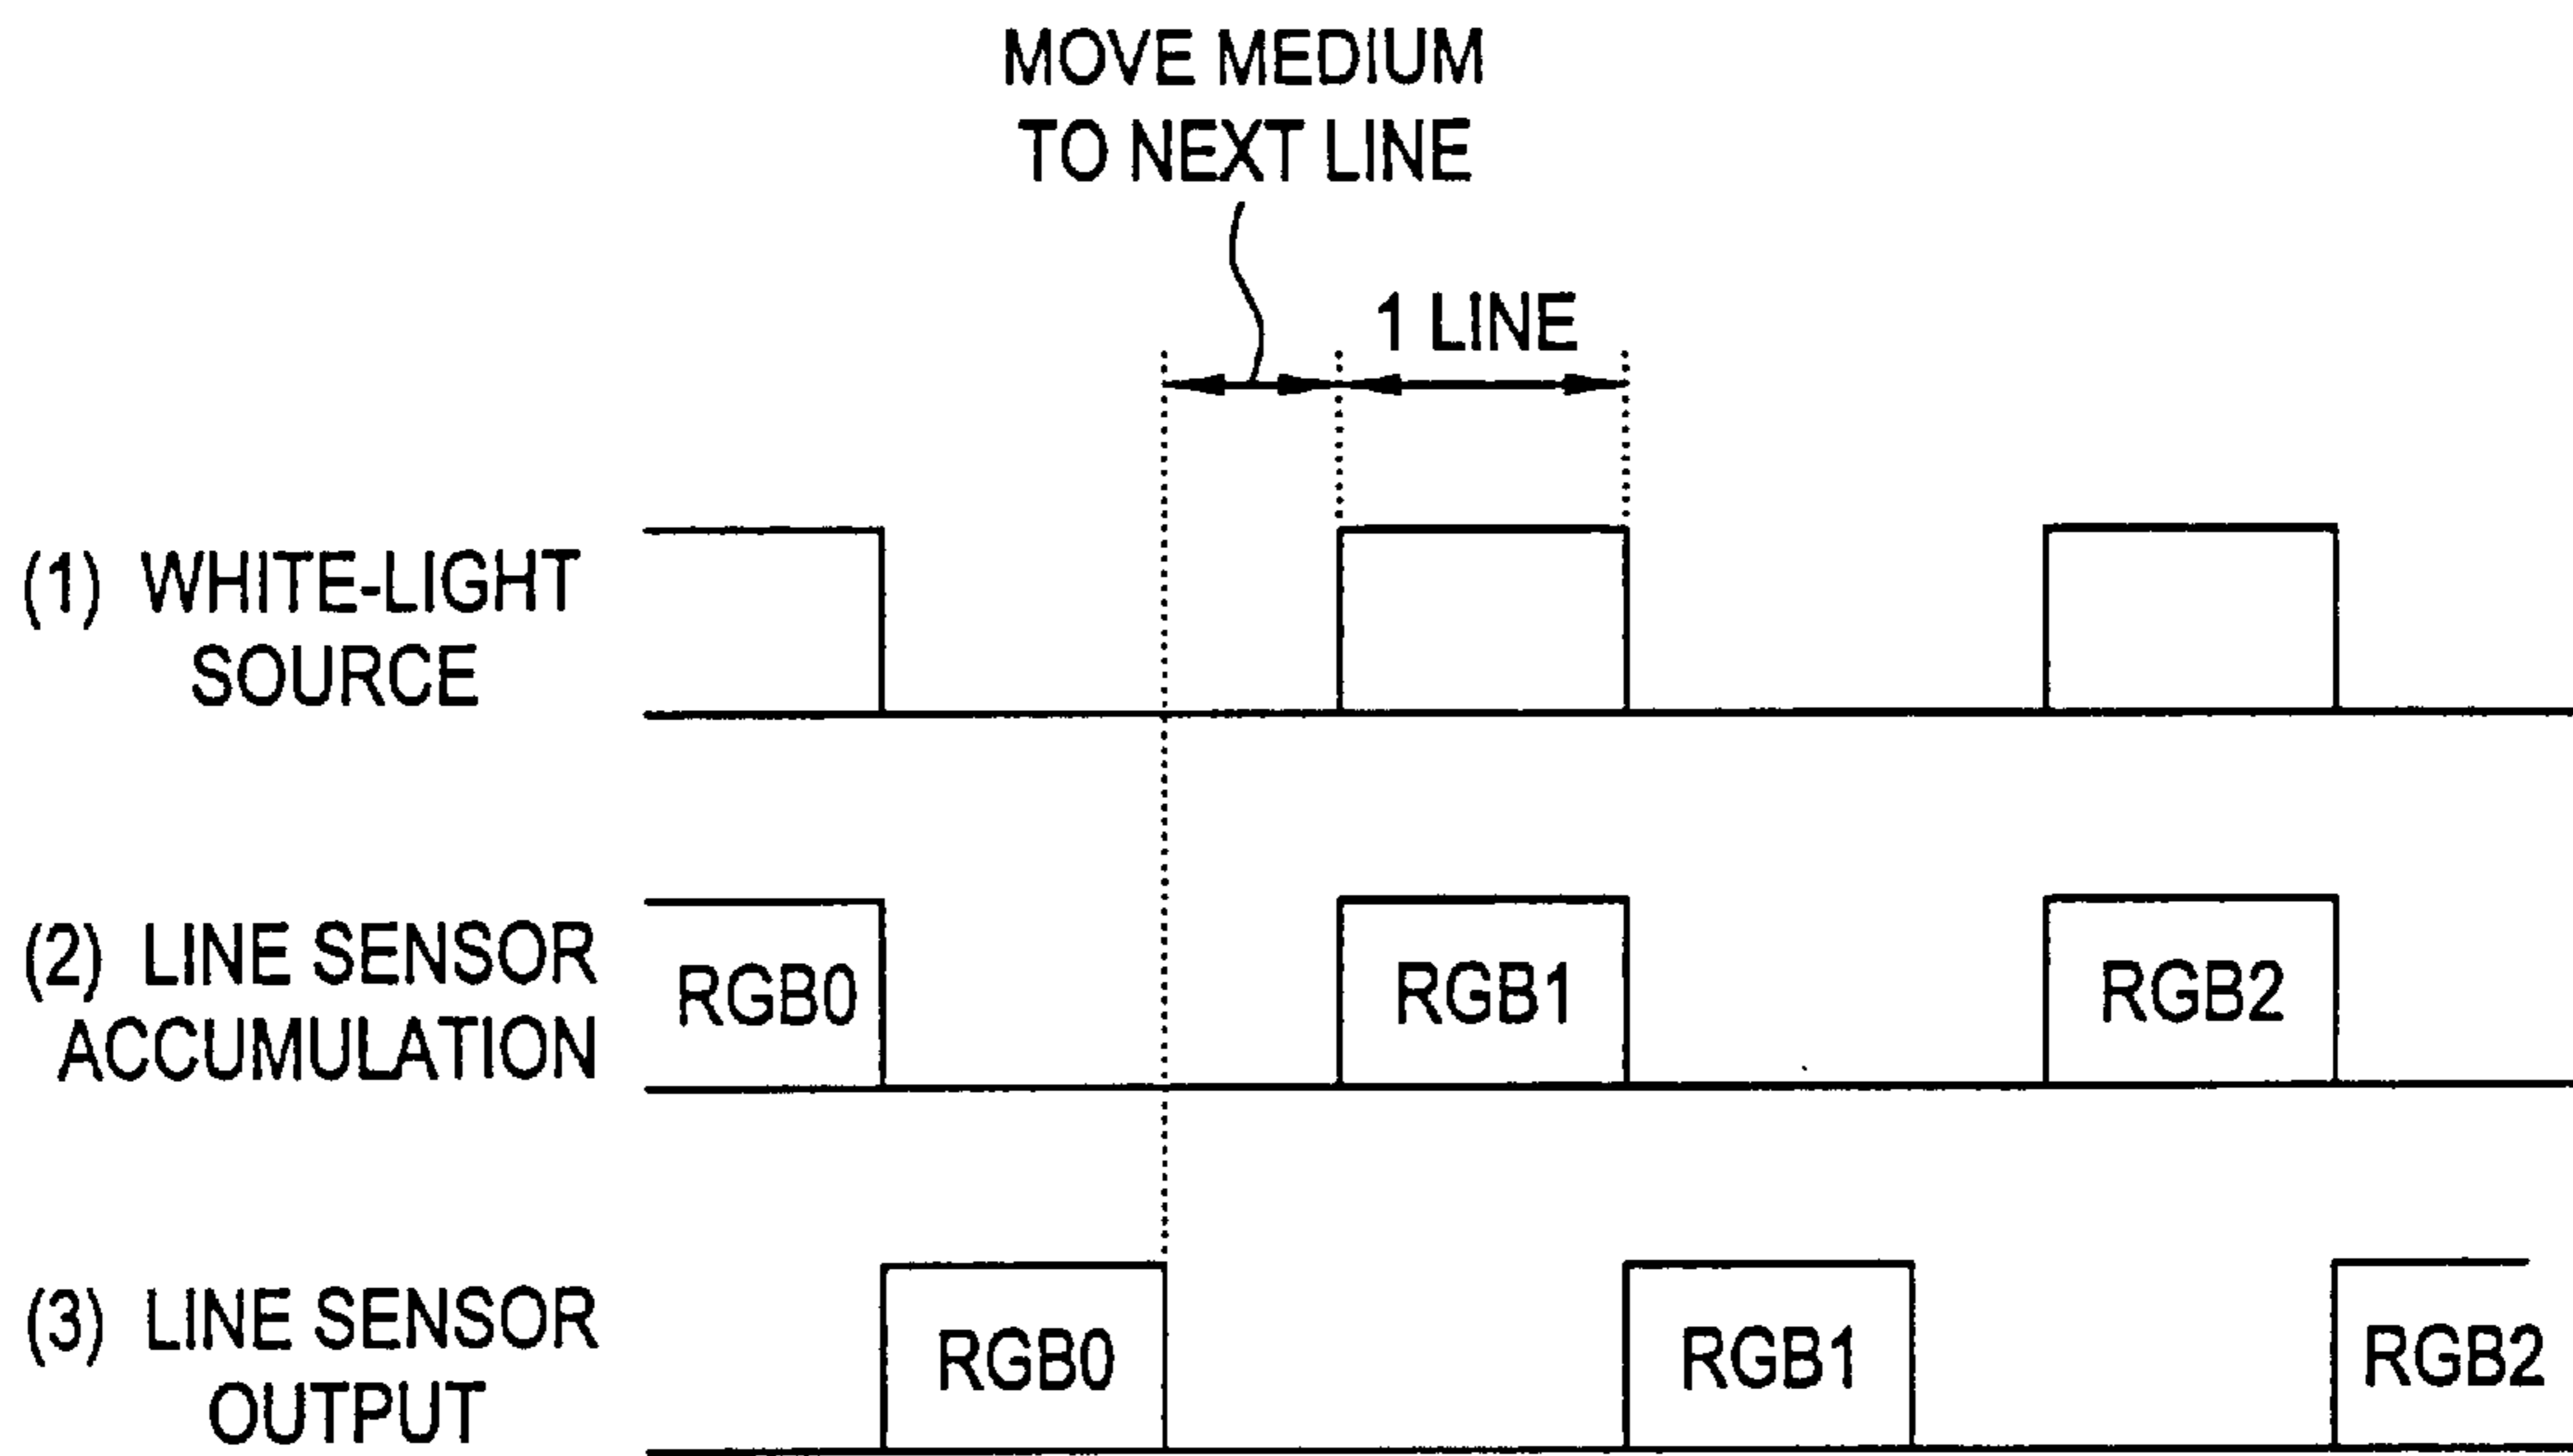 MOVE MEDIUM
TO NEXT LINE
1 LINE
(1) WHITE-LIGHT
SOURCE
(2) LINE SENSOR
ACCUMULATION
RGB0
RGB1
RGB2
(3) LINE SENSOR
OUTPUT
RGB0
RGB1
RGB2